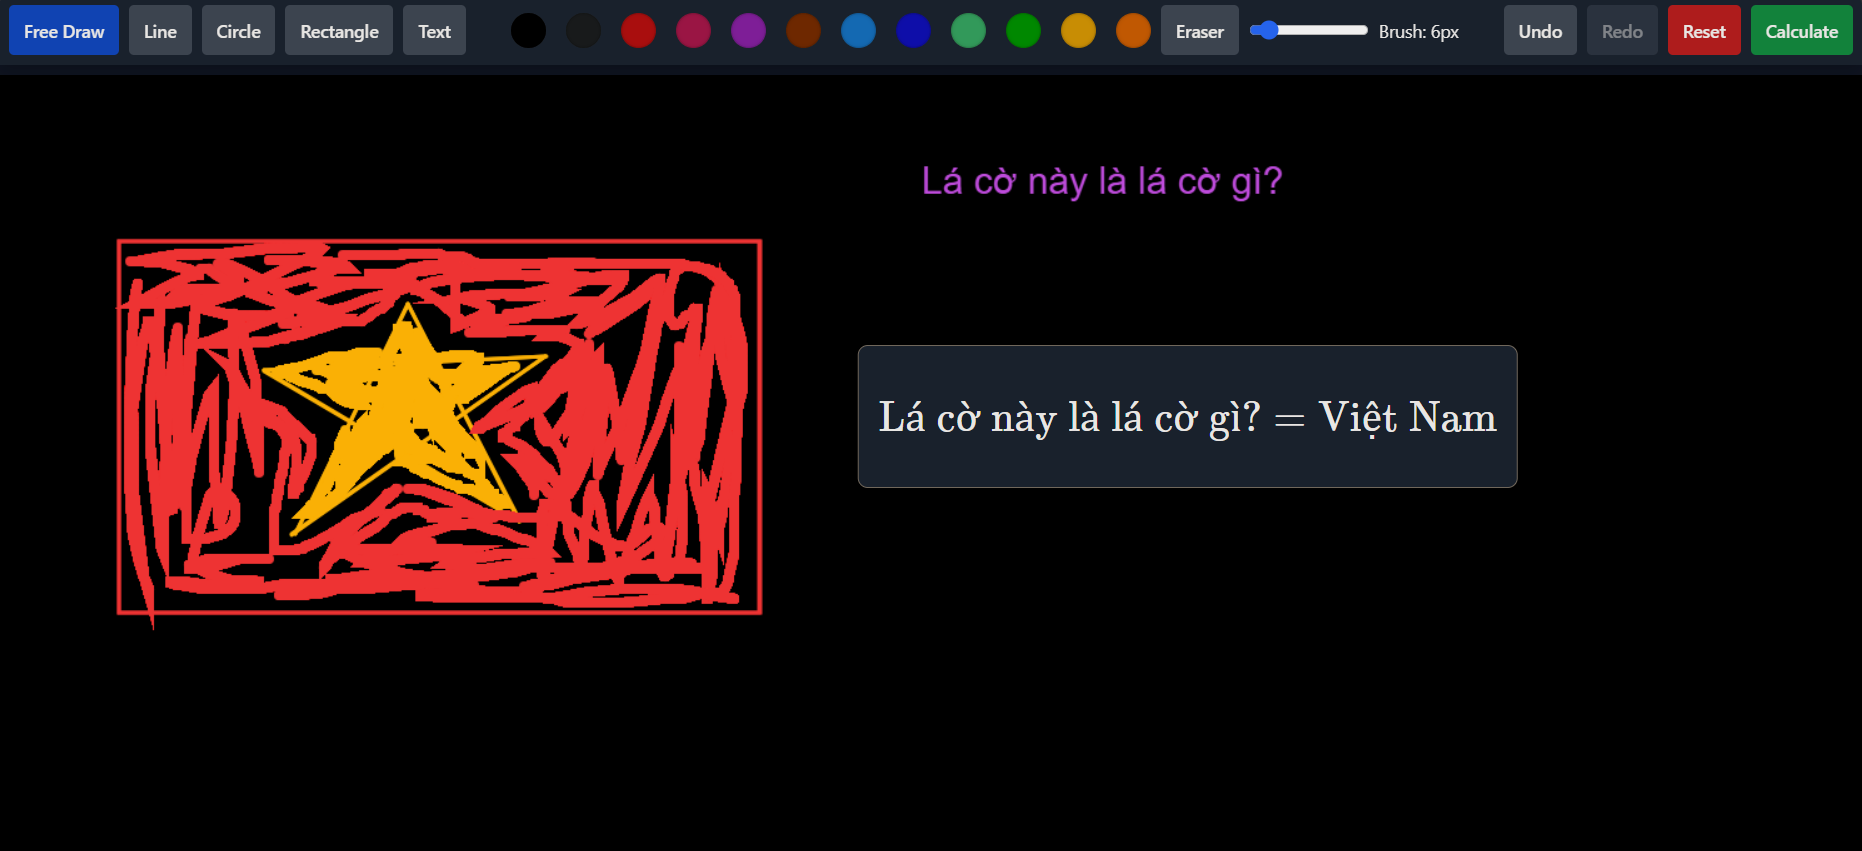 Free Draw Line Circle Rectangle Text Eraser Brush: 6px Undo Redo Reset Calculate
Lá cờ này là lá cờ gì?
Lá cờ này là lá cờ gì? = Việt Nam